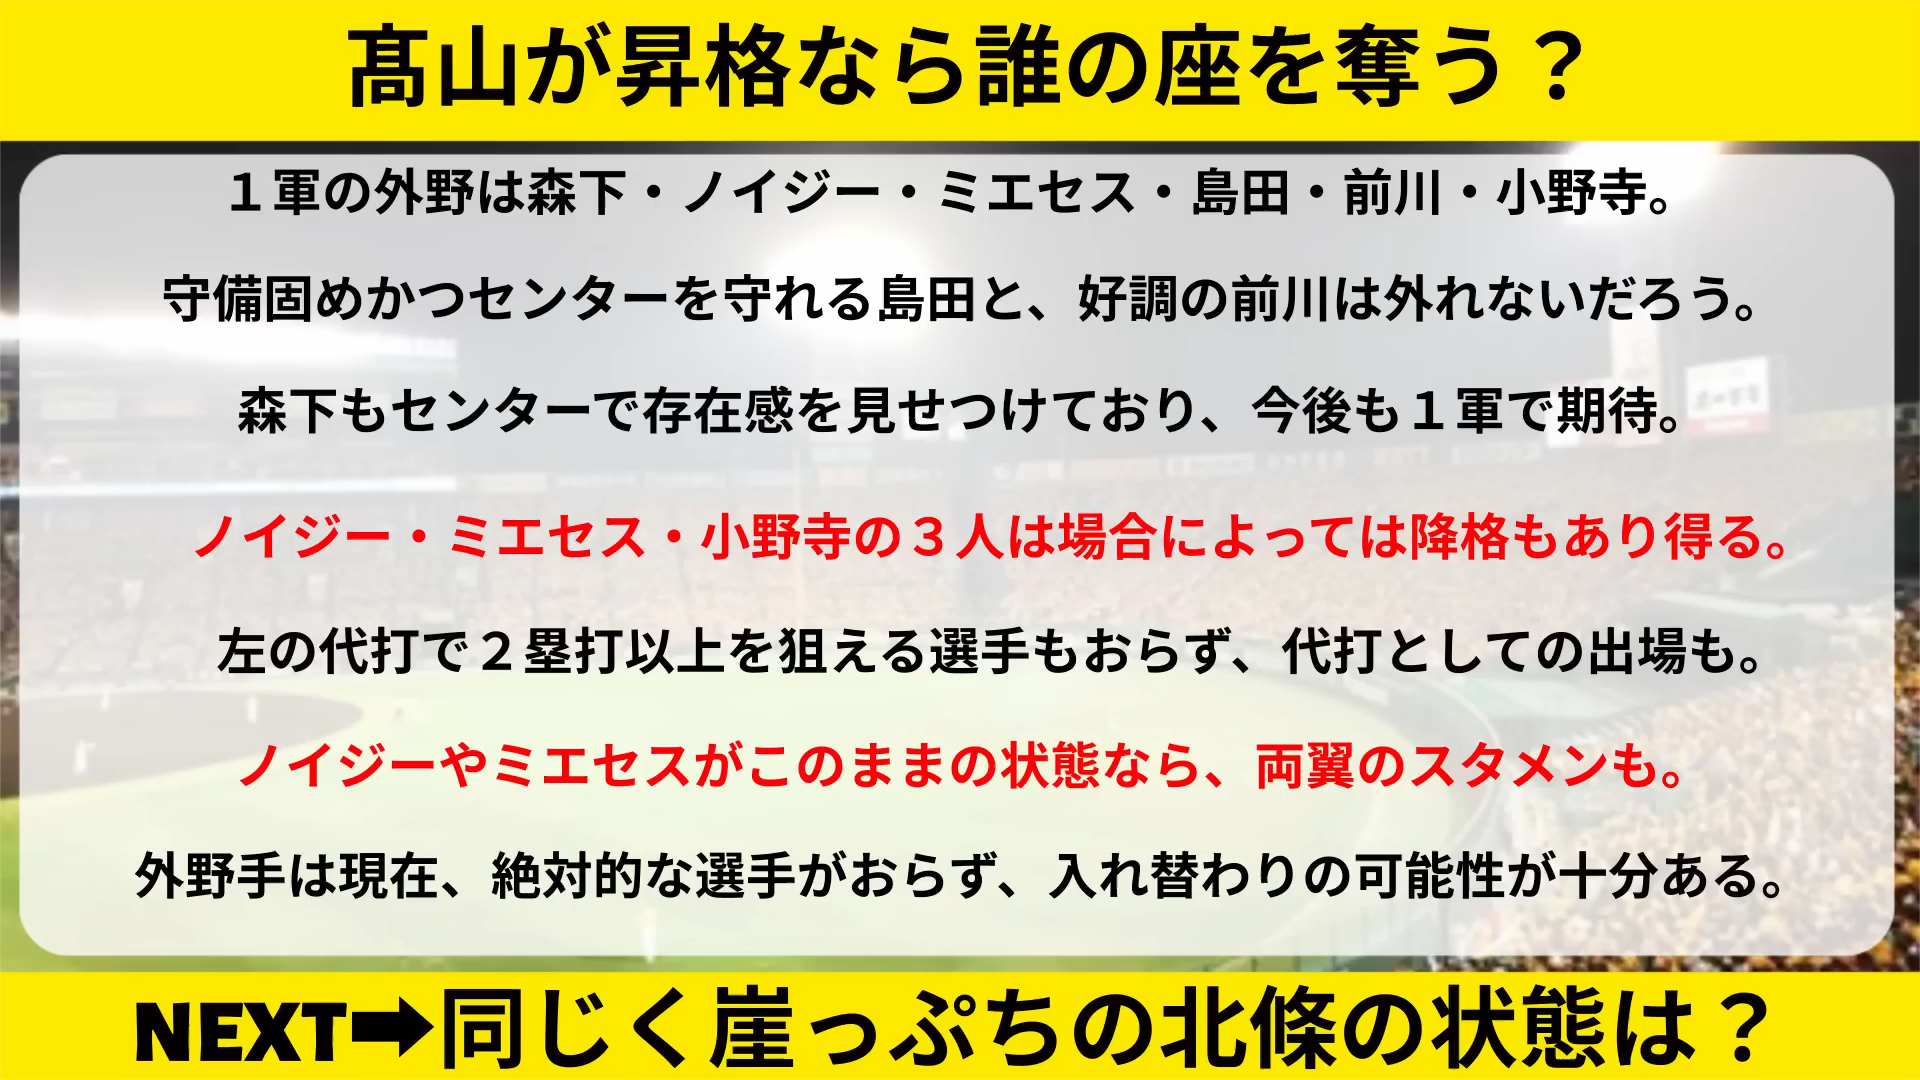 髙山が昇格なら誰の座を奪う？
１軍の外野は森下・ノイジー・ミエセス・島田・前川・小野寺。
守備固めかつセンターを守れる島田と、好調の前川は外れないだろう。
森下もセンターで存在感を見せつけており、今後も１軍で期待。
ノイジー・ミエセス・小野寺の３人は場合によっては降格もあり得る。
左の代打で２塁打以上を狙える選手もおらず、代打としての出場も。
ノイジーやミエセスがこのままの状態なら、両翼のスタメンも。
外野手は現在、絶対的な選手がおらず、入れ替わりの可能性が十分ある。
NEXT➡同じく崖っぷちの北條の状態は？